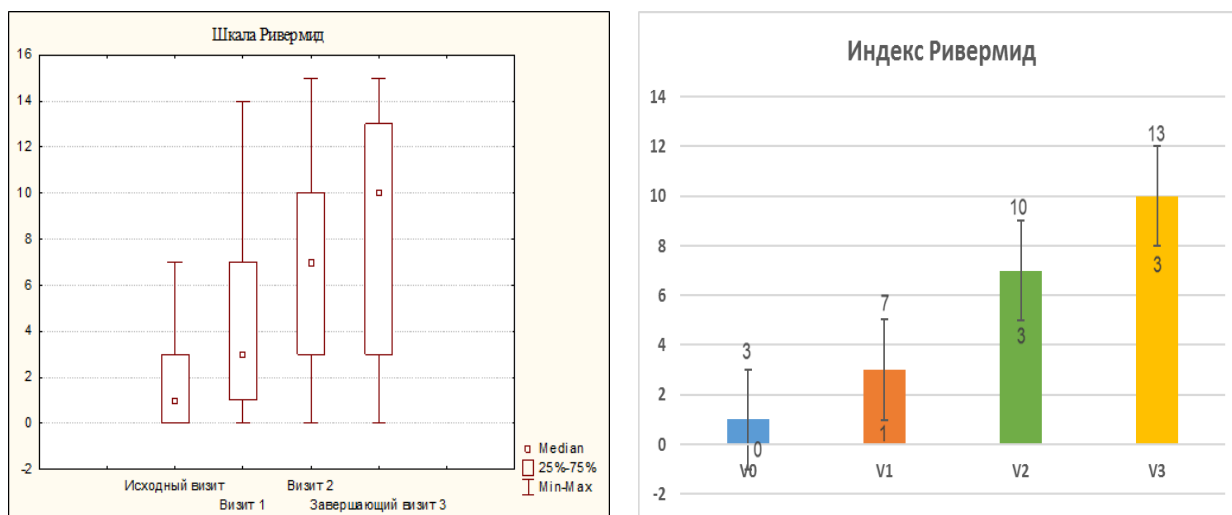 Шкала Ривермид
16
14
12
10
8
6
4
2
0
-2
Исходный визит
Визит 2
Визит 1
Завершающий визит 3
Median
25%-75%
Min-Max
Индекс Ривермид
14
12
10
8
6
4
2
0
-2
3
0
7
1
10
3
13
3
V0
V1
V2
V3